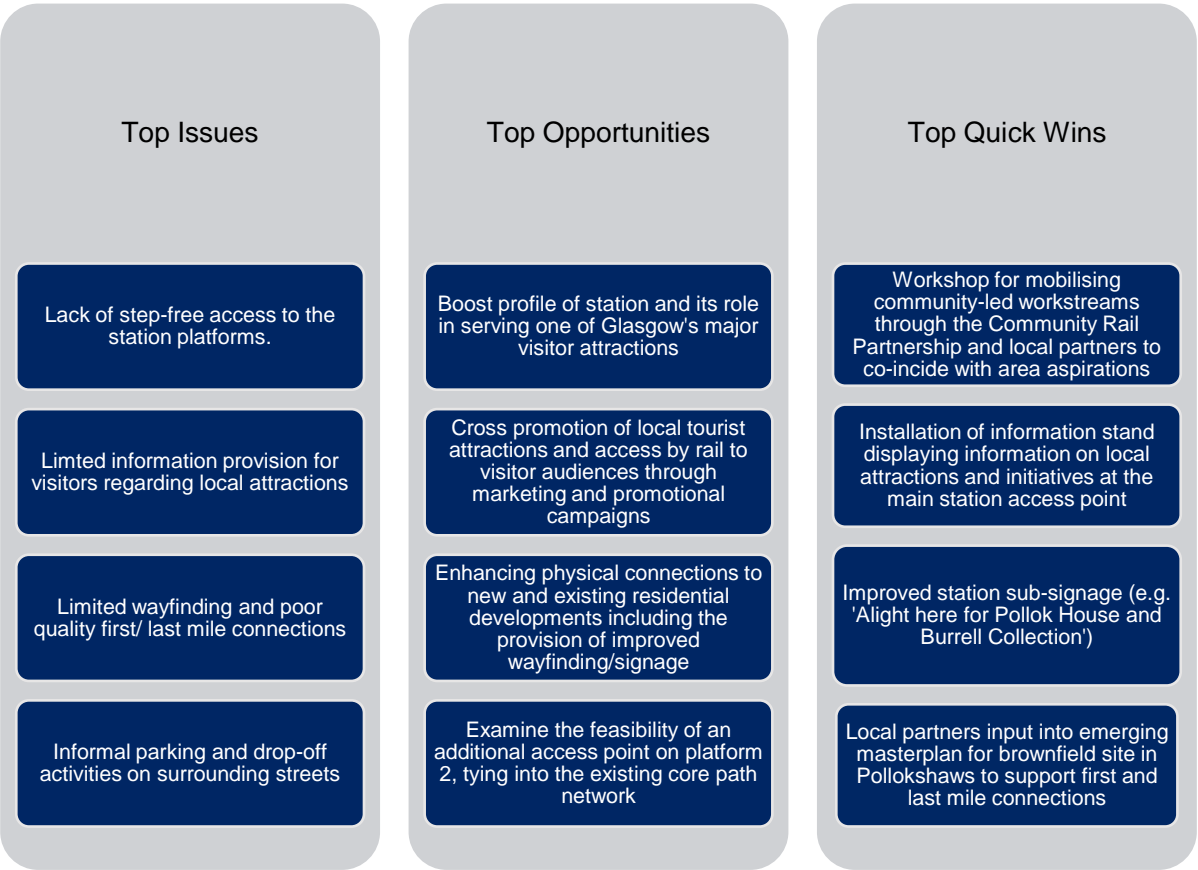 Top Issues
Lack of step-free access to the
station platforms.
Limted information provision for
visitors regarding local attractions
Limited wayfinding and poor
quality first/ last mile connections
Informal parking and drop-off
activities on surrounding streets
Top Opportunities
Boost profile of station and its role
in serving one of Glasgow's major
visitor attractions
Cross promotion of local tourist
attractions and access by rail to
visitor audiences through
marketing and promotional
campaigns
Enhancing physical connections to
new and existing residential
developments including the
provision of improved
wayfinding/signage
Examine the feasibility of an
additional access point on platform
2, tying into the existing core path
network
Top Quick Wins
Workshop for mobilising
community-led workstreams
through the Community Rail
Partnership and local partners to
co-incide with area aspirations
Installation of information stand
displaying information on local
attractions and initiatives at the
main station access point
Improved station sub-signage (e.g.
'Alight here for Pollok House and
Burrell Collection')
Local partners input into emerging
masterplan for brownfield site in
Pollokshaws to support first and
last mile connections